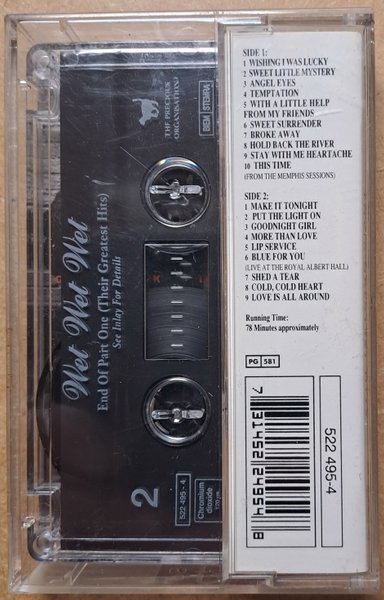 Wet Wet Wet
End Of Part One (Their Greatest Hits)
See Inlay For Details
THE PRECIOUS
ORGANISATION
BIEM STEMRA
2
522 495 - 4
Chromium
dioxide
SIDE 1:
1 WISHING I WAS LUCKY
2 SWEET LITTLE MYSTERY
3 ANGEL EYES
4 TEMPTATION
5 WITH A LITTLE HELP
FROM MY FRIENDS
6 SWEET SURRENDER
7 BROKE AWAY
8 HOLD BACK THE RIVER
9 STAY WITH ME HEARTACHE
10 THIS TIME
(FROM THE MEMPHIS SESSIONS)
SIDE 2:
1 MAKE IT TONIGHT
2 PUT THE LIGHT ON
3 GOODNIGHT GIRL
4 MORE THAN LOVE
5 LIP SERVICE
6 BLUE FOR YOU
(LIVE AT THE ROYAL ALBERT HALL)
7 SHED A TEAR
8 COLD, COLD HEART
9 LOVE IS ALL AROUND
Running Time:
78 Minutes approximately
PG 581
522 495-4
7 31452 24954 8